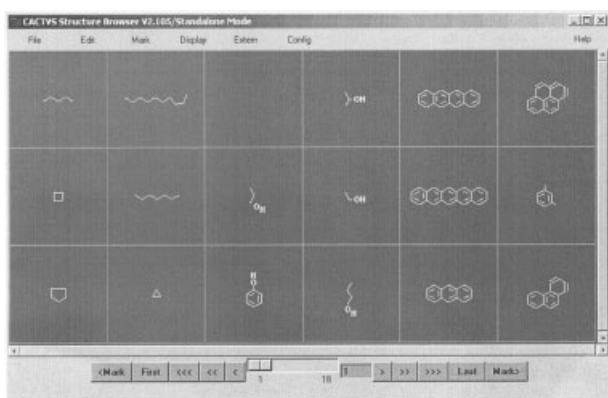 CACTVS Structure Browser V2.105/Standalone Mode
File Edit Mark Display Extern Config Help
OH
OH OH
H
O OH
<Mark First <<< << < 1 > >> >>> Last Mark>
1 18